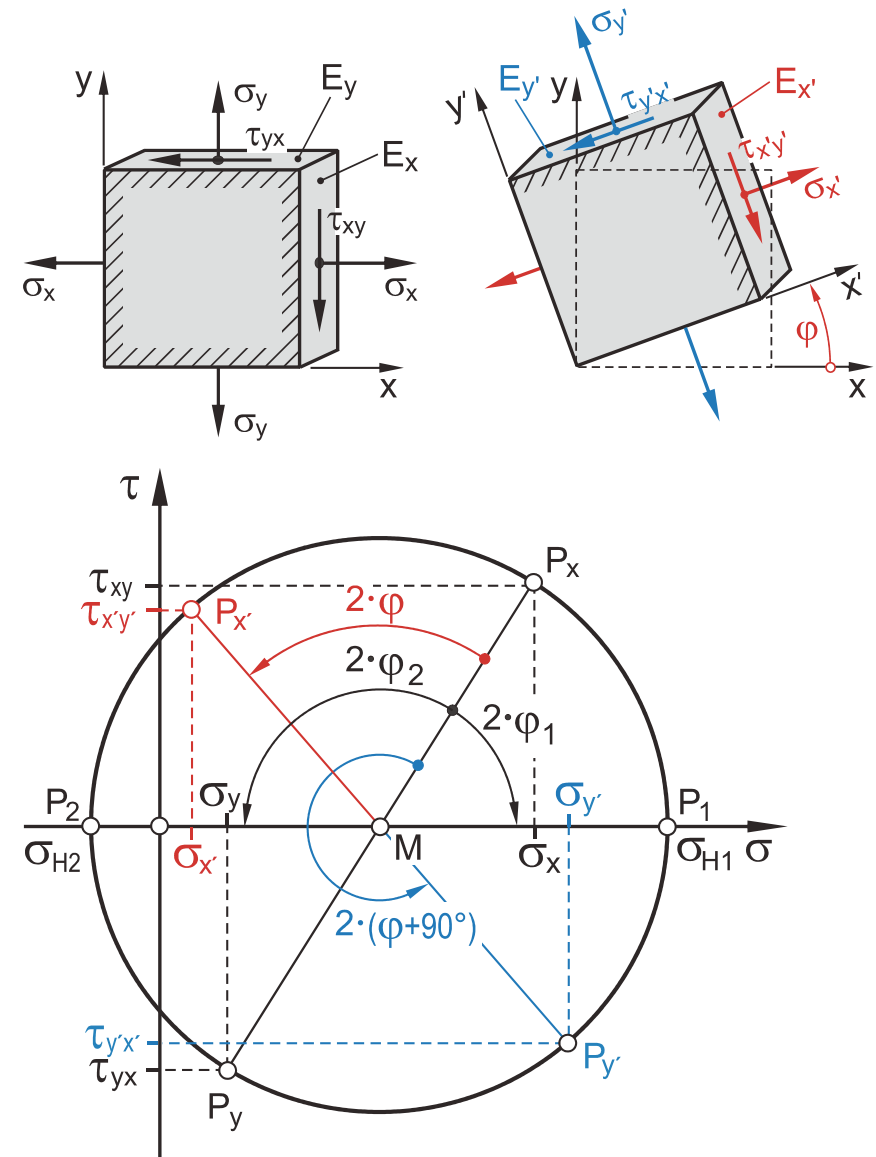 y
σy
τyx
Ey
Ex
τxy
σx
σx
x
σy
σy'
Ey'
y
y'
τy'x'
Ex'
τx'y'
σx'
x'
φ
x
τ
τxy
Px
τx′y′
Px′
2·φ
2·φ2
2·φ1
P2
σy
σy′
P1
σH2
σx′
M
σx
σH1
σ
2·(φ+90°)
τy′x′
Py′
τyx
Py